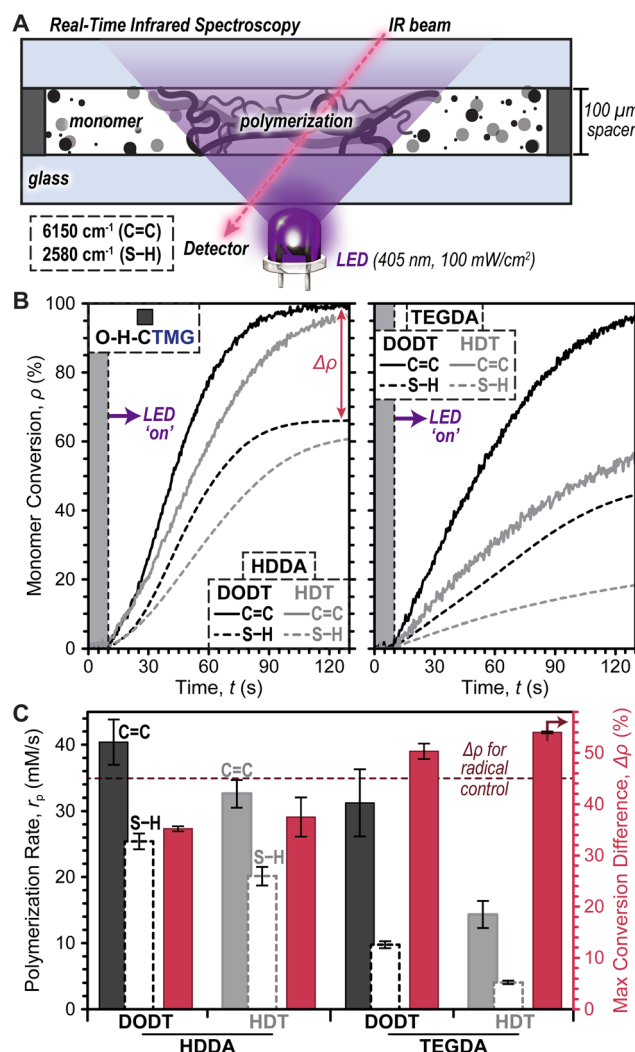 A
Real-Time Infrared Spectroscopy
IR beam
monomer
polymerization
100 μm
spacer
glass
6150 cm⁻¹ (C=C)
2580 cm⁻¹ (S−H)
Detector
LED (405 nm, 100 mW/cm²)
B
Monomer Conversion, ρ (%)
100
80
60
40
20
0
O-H-CTMG
LED
‘on’
Δρ
HDDA
DODT HDT
C=C C=C
S−H S−H
0 30 60 90 120
Time, t (s)
TEGDA
DODT HDT
C=C C=C
S−H S−H
LED
‘on’
0 30 60 90 120
Time, t (s)
C
Polymerization Rate, rp (mM/s)
40
30
20
10
0
C=C
S−H
C=C
S−H
Δρ for
radical
control
50
40
30
20
10
0
Max Conversion Difference, Δρ (%)
DODT HDT DODT HDT
HDDA TEGDA